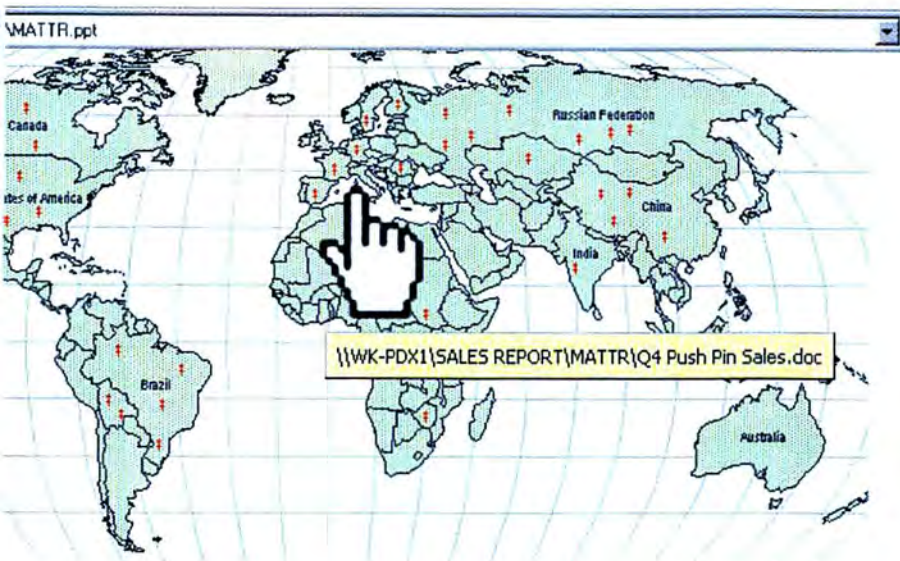 \MATTR.ppt
Canada
Russian Federation
tes of America
China
India
\\WK-PDX1\SALES REPORT\MATTR\Q4 Push Pin Sales.doc
Brazil
Australia